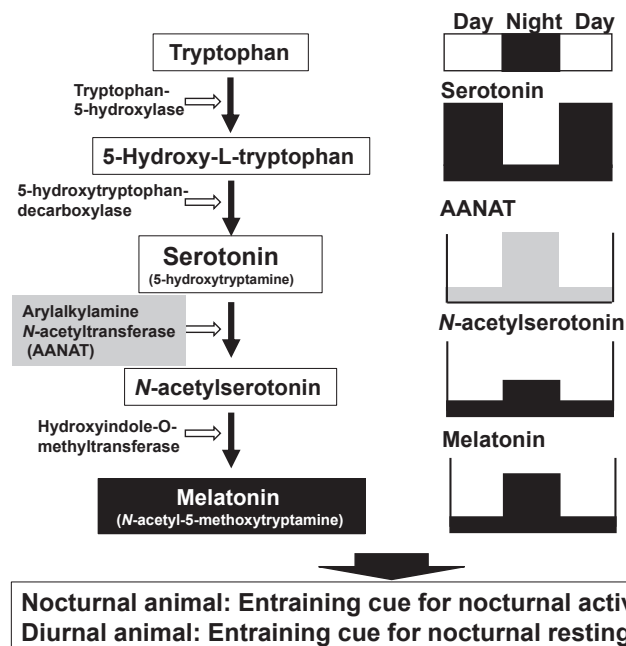 Tryptophan
Tryptophan-
5-hydroxylase
5-Hydroxy-L-tryptophan
5-hydroxytryptophan-
decarboxylase
Serotonin
(5-hydroxytryptamine)
Arylalkylamine
N-acetyltransferase
(AANAT)
N-acetylserotonin
Hydroxyindole-O-
methyltransferase
Melatonin
(N-acetyl-5-methoxytryptamine)
Day Night Day
Serotonin
AANAT
N-acetylserotonin
Melatonin
Nocturnal animal: Entraining cue for nocturnal
Diurnal animal: Entraining cue for nocturnal resting